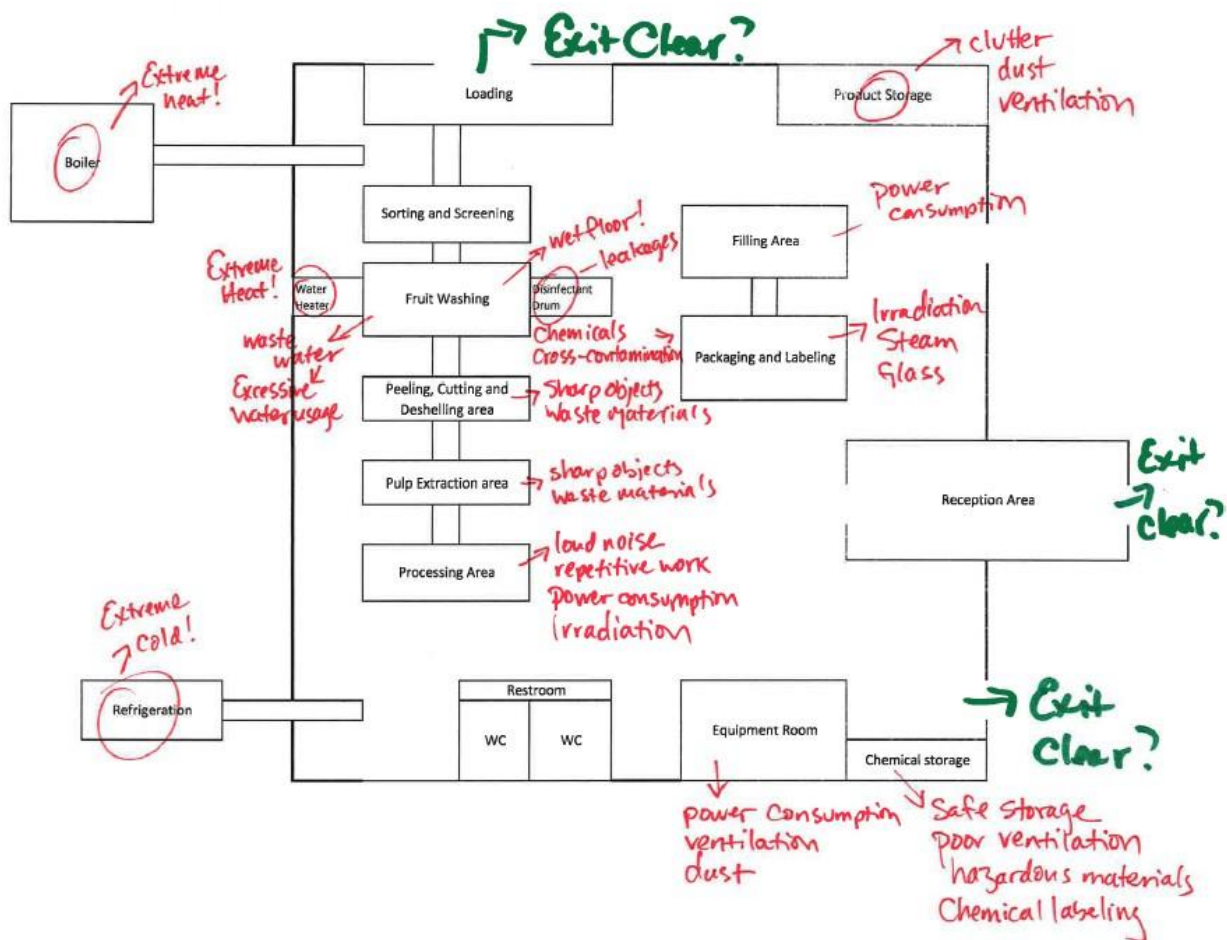 Exit Clear?
clutter
dust
ventilation
Extreme
heat!
Loading
Product Storage
Boiler
power
consumption
Sorting and Screening
wet floor!
leakages
Filling Area
Extreme
Heat!
Water
Heater
Fruit Washing
Disinfectant
Drum
Irradiation
Steam
Glass
waste
water
Chemicals
cross-contamination
Packaging and Labeling
Excessive
water usage
Peeling, Cutting and
Deshelling area
Sharp objects
waste materials
Exit
clear?
Pulp Extraction area
sharp objects
waste materials
Reception Area
Processing Area
loud noise
repetitive work
power consumption
irradiation
Extreme
cold!
Refrigeration
Restroom
WC
WC
Equipment Room
Exit
Clear?
Chemical storage
power consumption
ventilation
dust
Safe storage
poor ventilation
hazardous materials
Chemical labeling